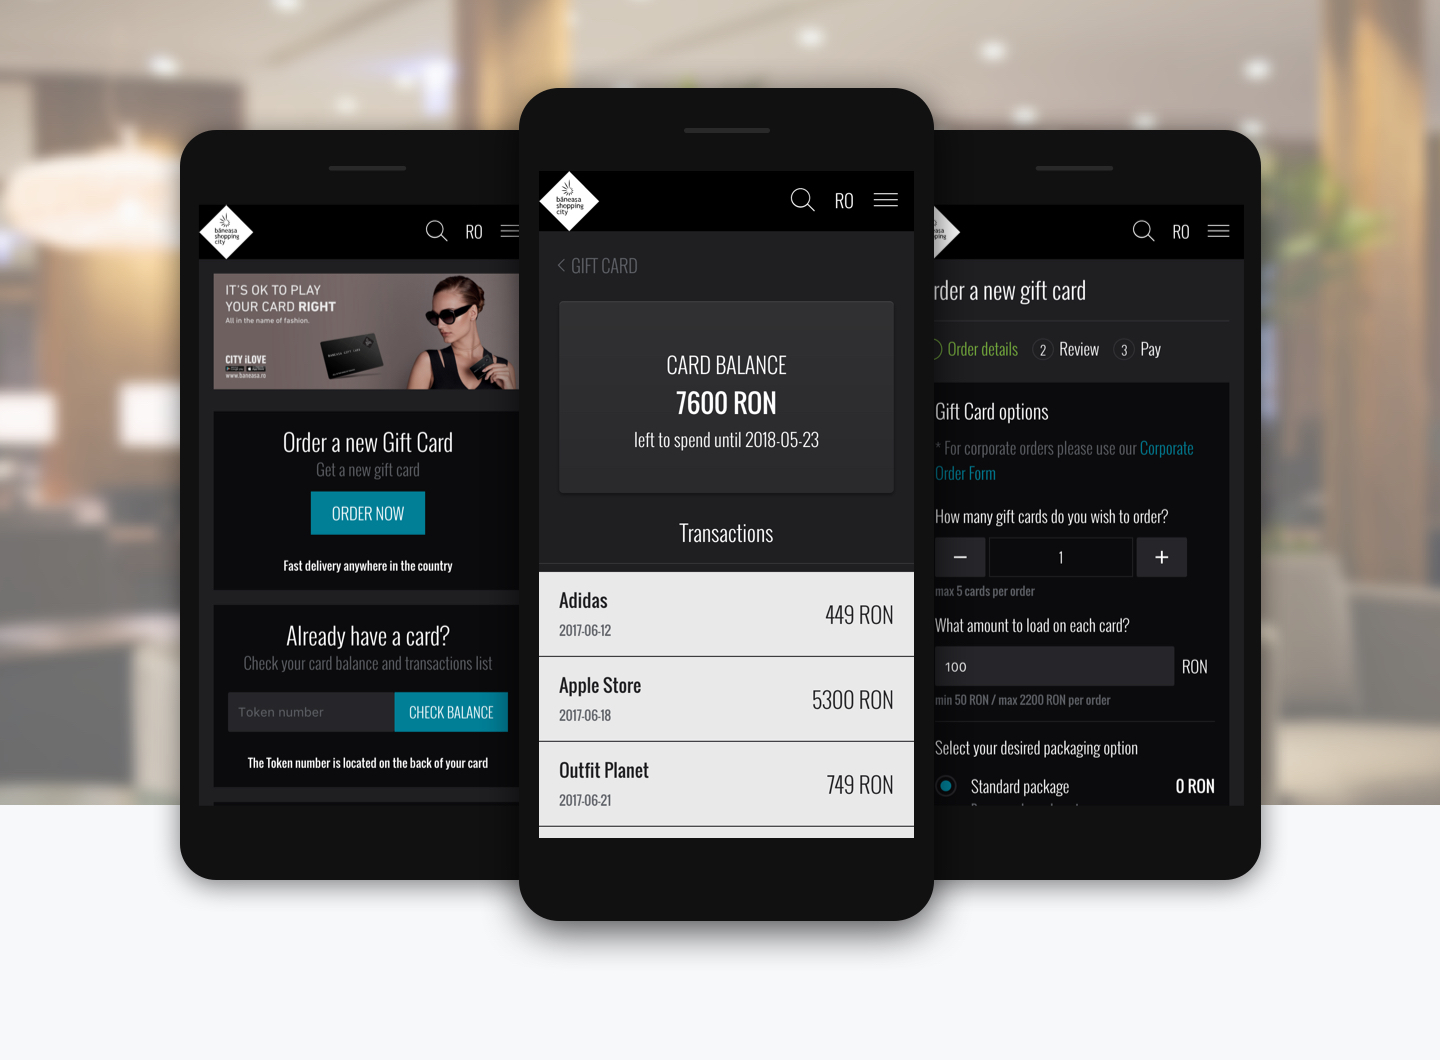 băneasa
shopping
city
RO
IT'S OK TO PLAY
YOUR CARD RIGHT
All in the name of fashion.
CITY iLOVE
www.baneasa.ro
Order a new Gift Card
Get a new gift card
ORDER NOW
Fast delivery anywhere in the country
Already have a card?
Check your card balance and transactions list
Token number
CHECK BALANCE
The Token number is located on the back of your card
băneasa
shopping
city
RO
< GIFT CARD
CARD BALANCE
7600 RON
left to spend until 2018-05-23
Transactions
Adidas
449 RON
2017-06-12
Apple Store
5300 RON
2017-06-18
Outfit Planet
749 RON
2017-06-21
RO
rder a new gift card
Order details 2 Review 3 Pay
Gift Card options
* For corporate orders please use our Corporate
Order Form
How many gift cards do you wish to order?
− 1 +
max 5 cards per order
What amount to load on each card?
100 RON
min 50 RON / max 2200 RON per order
Select your desired packaging option
Standard package 0 RON